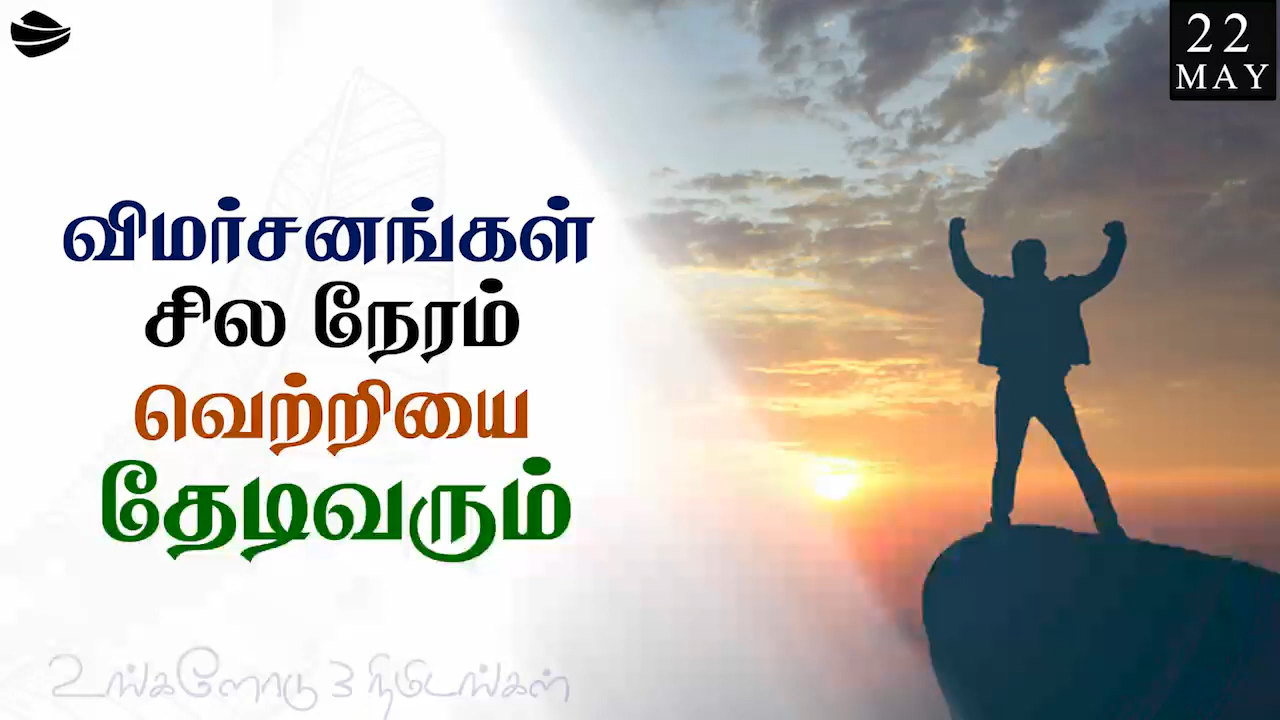 22
MAY
விமர்சனங்கள்
சில நேரம்
வெற்றியை
தேடிவரும்
உங்களோடு 3 நிமிடங்கள்